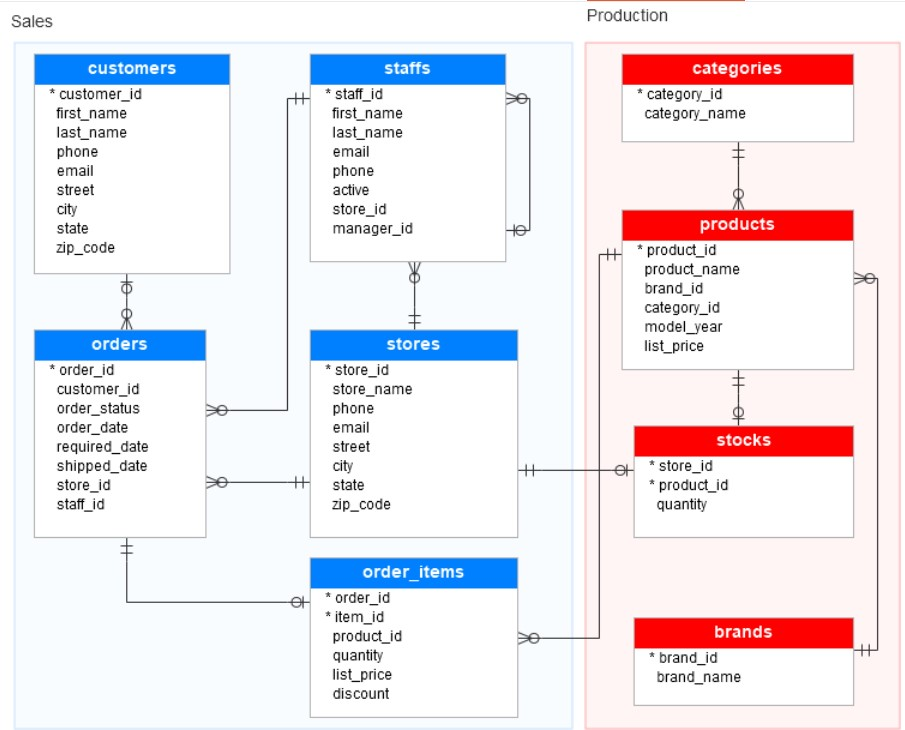 Sales
Production
customers
* customer_id
first_name
last_name
phone
email
street
city
state
zip_code
staffs
* staff_id
first_name
last_name
email
phone
active
store_id
manager_id
categories
* category_id
category_name
products
* product_id
product_name
brand_id
category_id
model_year
list_price
orders
* order_id
customer_id
order_status
order_date
required_date
shipped_date
store_id
staff_id
stores
* store_id
store_name
phone
email
street
city
state
zip_code
stocks
* store_id
* product_id
quantity
order_items
* order_id
* item_id
product_id
quantity
list_price
discount
brands
* brand_id
brand_name